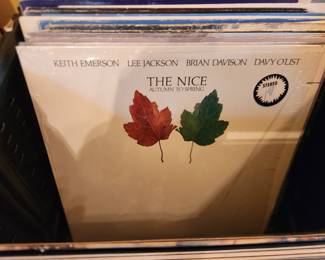 KEITH EMERSON LEE JACKSON BRIAN DAVISON DAVY O'LIST
THE NICE
AUTUMN TO SPRING
STEREO